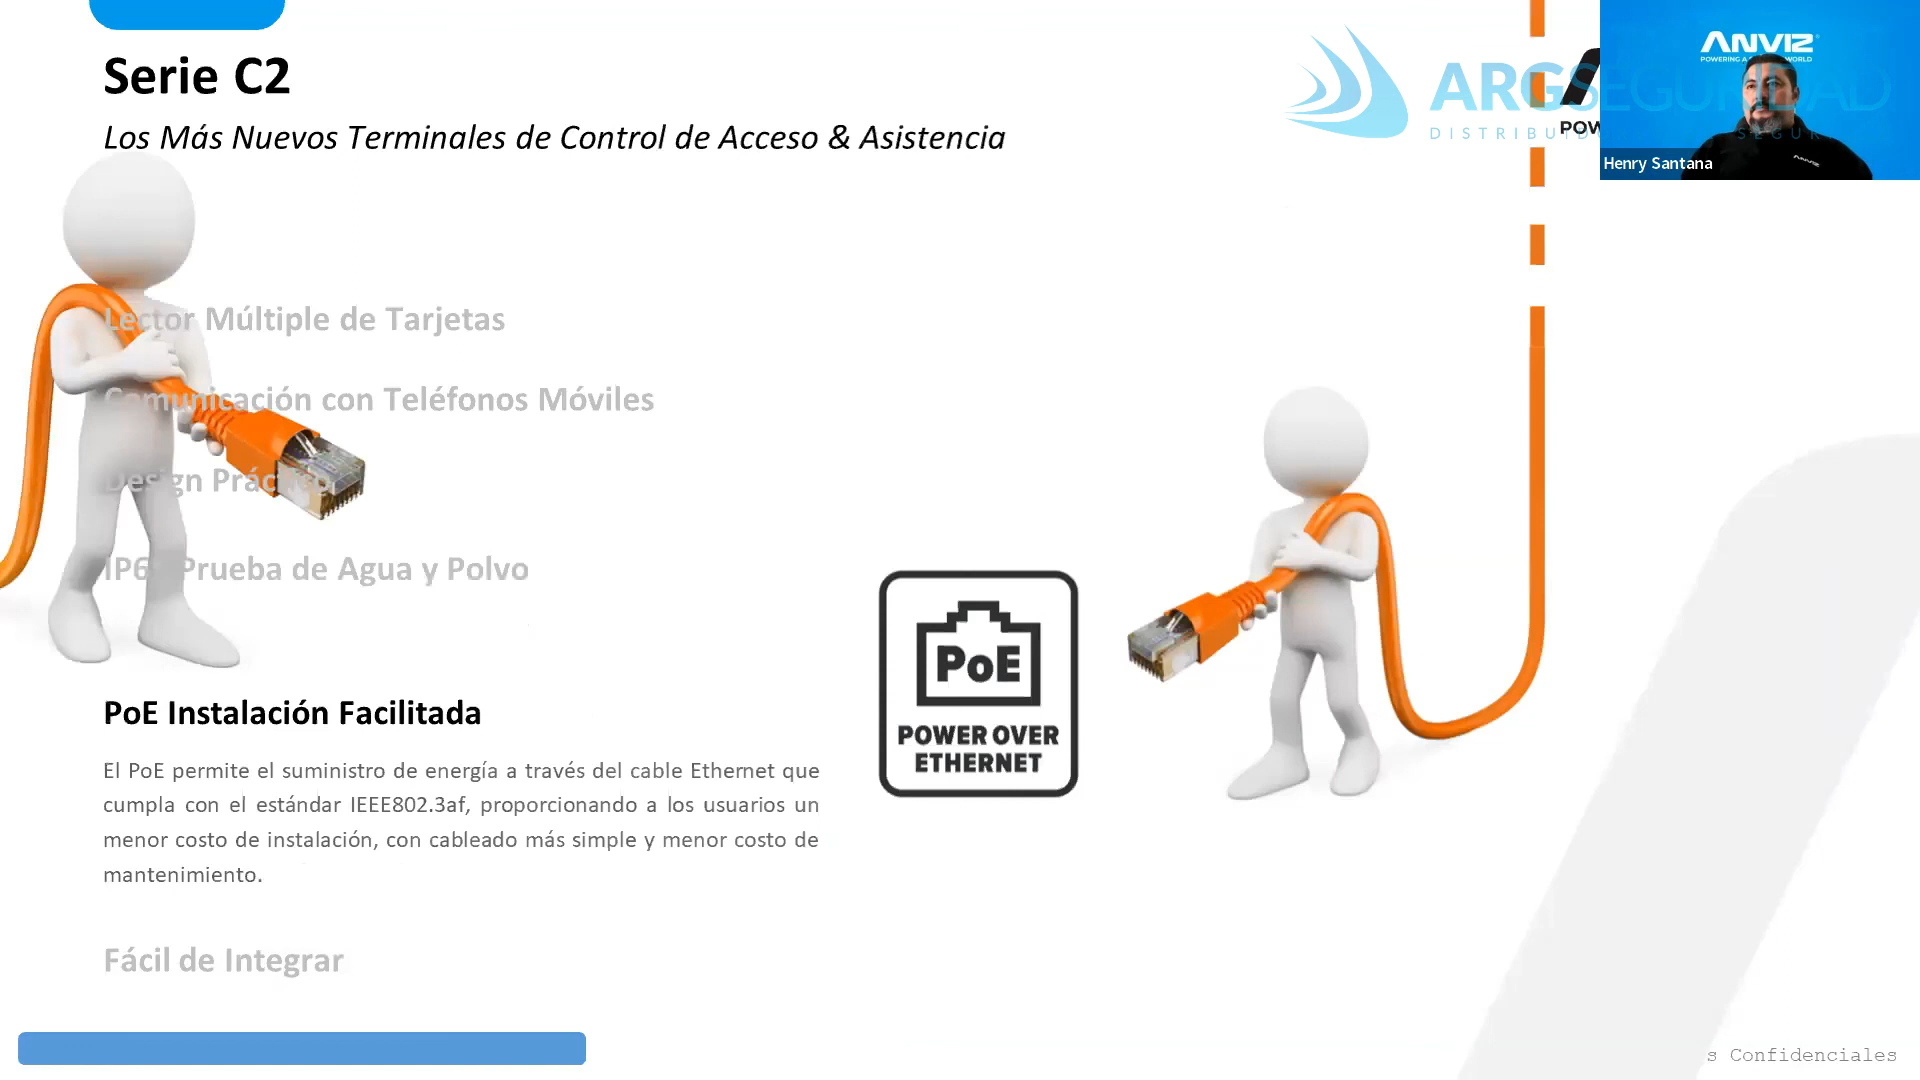 Serie C2
Los Más Nuevos Terminales de Control de Acceso & Asistencia
ARGSEGURIDAD
ANVIZ
Henry Santana
Lector Múltiple de Tarjetas
Comunicación con Teléfonos Móviles
Design Práctico
Prueba de Agua y Polvo
PoE
POWER OVER
ETHERNET
PoE Instalación Facilitada
El PoE permite el suministro de energía a través del cable Ethernet que
cumpla con el estándar IEEE802.3af, proporcionando a los usuarios un
menor costo de instalación, con cableado más simple y menor costo de
mantenimiento.
Fácil de Integrar
s Confidenciales